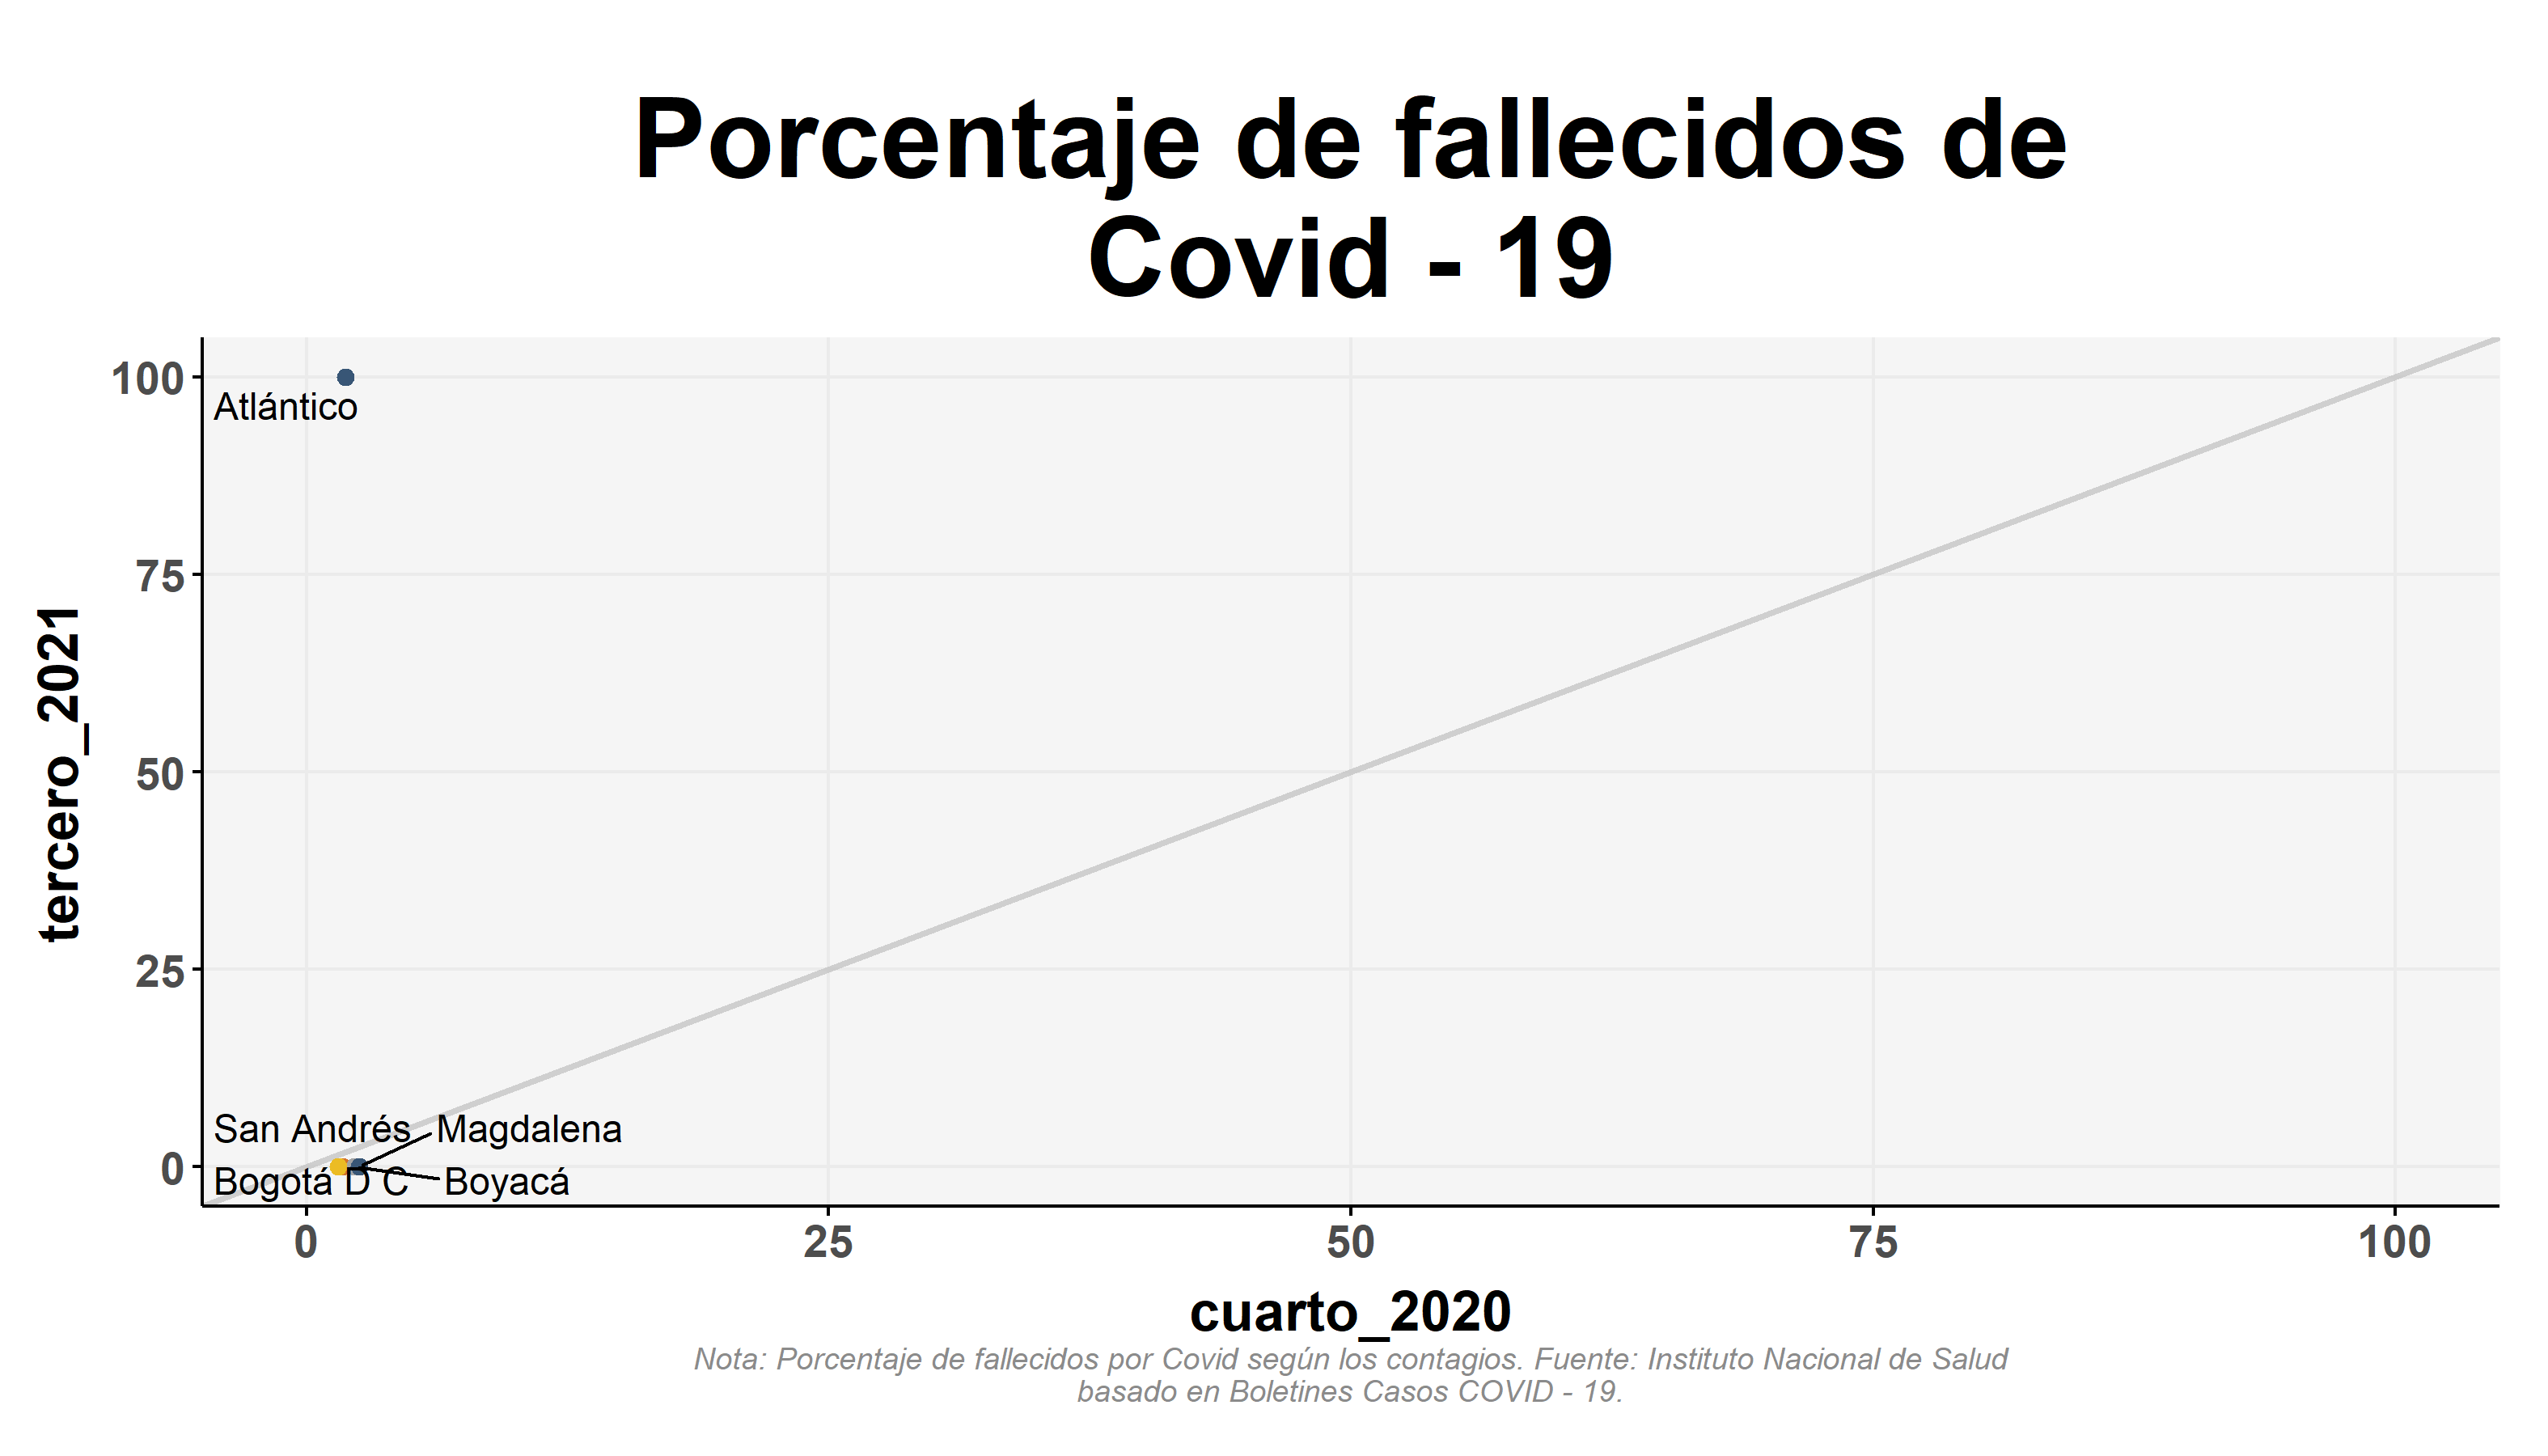 Porcentaje de fallecidos de
Covid - 19
tercero_2021
100
75
50
25
0
Atlántico
San Andrés
Magdalena
Bogotá D C
Boyacá
0
25
50
75
100
cuarto_2020
Nota: Porcentaje de fallecidos por Covid según los contagios. Fuente: Instituto Nacional de Salud
basado en Boletines Casos COVID - 19.